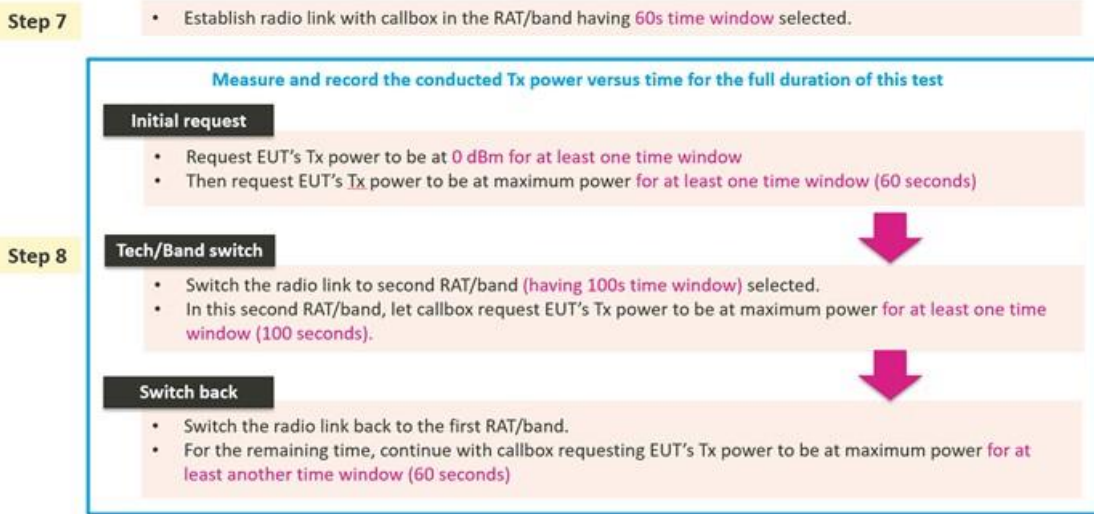 Step 7
• Establish radio link with callbox in the RAT/band having 60s time window selected.
Measure and record the conducted Tx power versus time for the full duration of this test
Initial request
• Request EUT's Tx power to be at 0 dBm for at least one time window
• Then request EUT's Tx power to be at maximum power for at least one time window (60 seconds)
Step 8
Tech/Band switch
• Switch the radio link to second RAT/band (having 100s time window) selected.
• In this second RAT/band, let callbox request EUT's Tx power to be at maximum power for at least one time
window (100 seconds).
Switch back
• Switch the radio link back to the first RAT/band.
• For the remaining time, continue with callbox requesting EUT's Tx power to be at maximum power for at
least another time window (60 seconds)